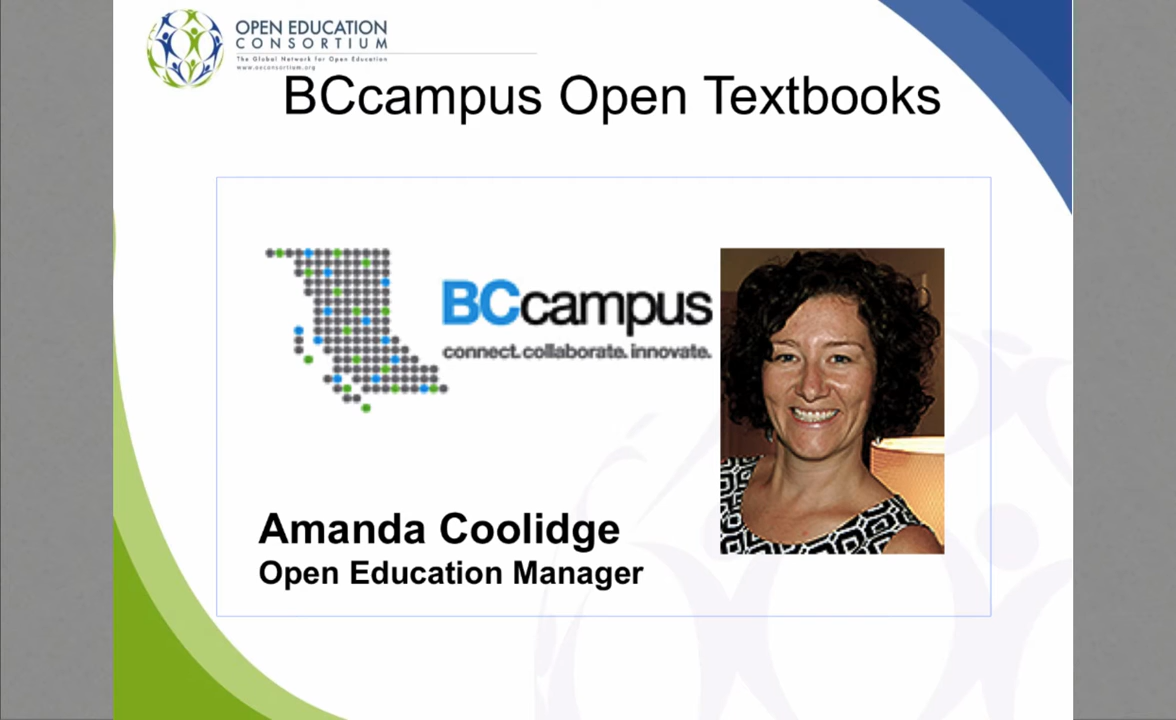 OPEN EDUCATION
CONSORTIUM
The Global Network for Open Education
www.oeconsortium.org
BCcampus Open Textbooks
BCcampus
connect. collaborate. innovate.
Amanda Coolidge
Open Education Manager